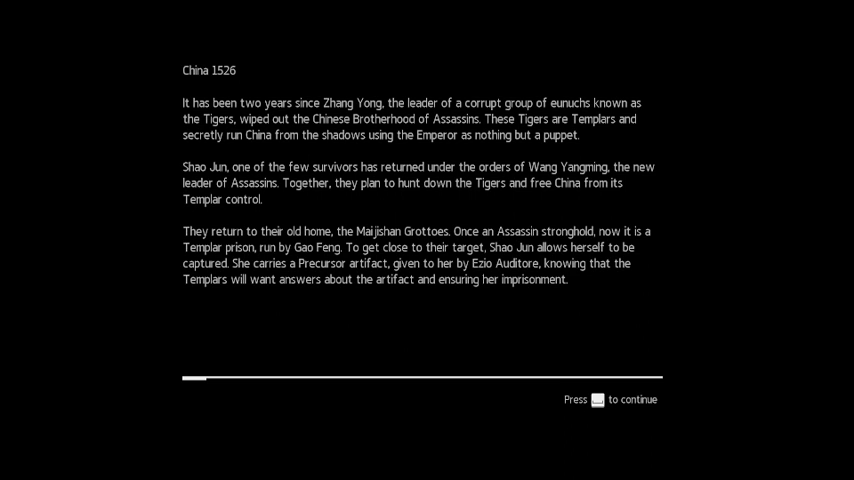 China 1526
It has been two years since Zhang Yong, the leader of a corrupt group of eunuchs known as
the Tigers, wiped out the Chinese Brotherhood of Assassins. These Tigers are Templars and
secretly run China from the shadows using the Emperor as nothing but a puppet.
Shao Jun, one of the few survivors has returned under the orders of Wang Yangming, the new
leader of Assassins. Together, they plan to hunt down the Tigers and free China from its
Templar control.
They return to their old home, the Maijishan Grottoes. Once an Assassin stronghold, now it is a
Templar prison, run by Gao Feng. To get close to their target, Shao Jun allows herself to be
captured. She carries a Precursor artifact, given to her by Ezio Auditore, knowing that the
Templars will want answers about the artifact and ensuring her imprisonment.
Press to continue